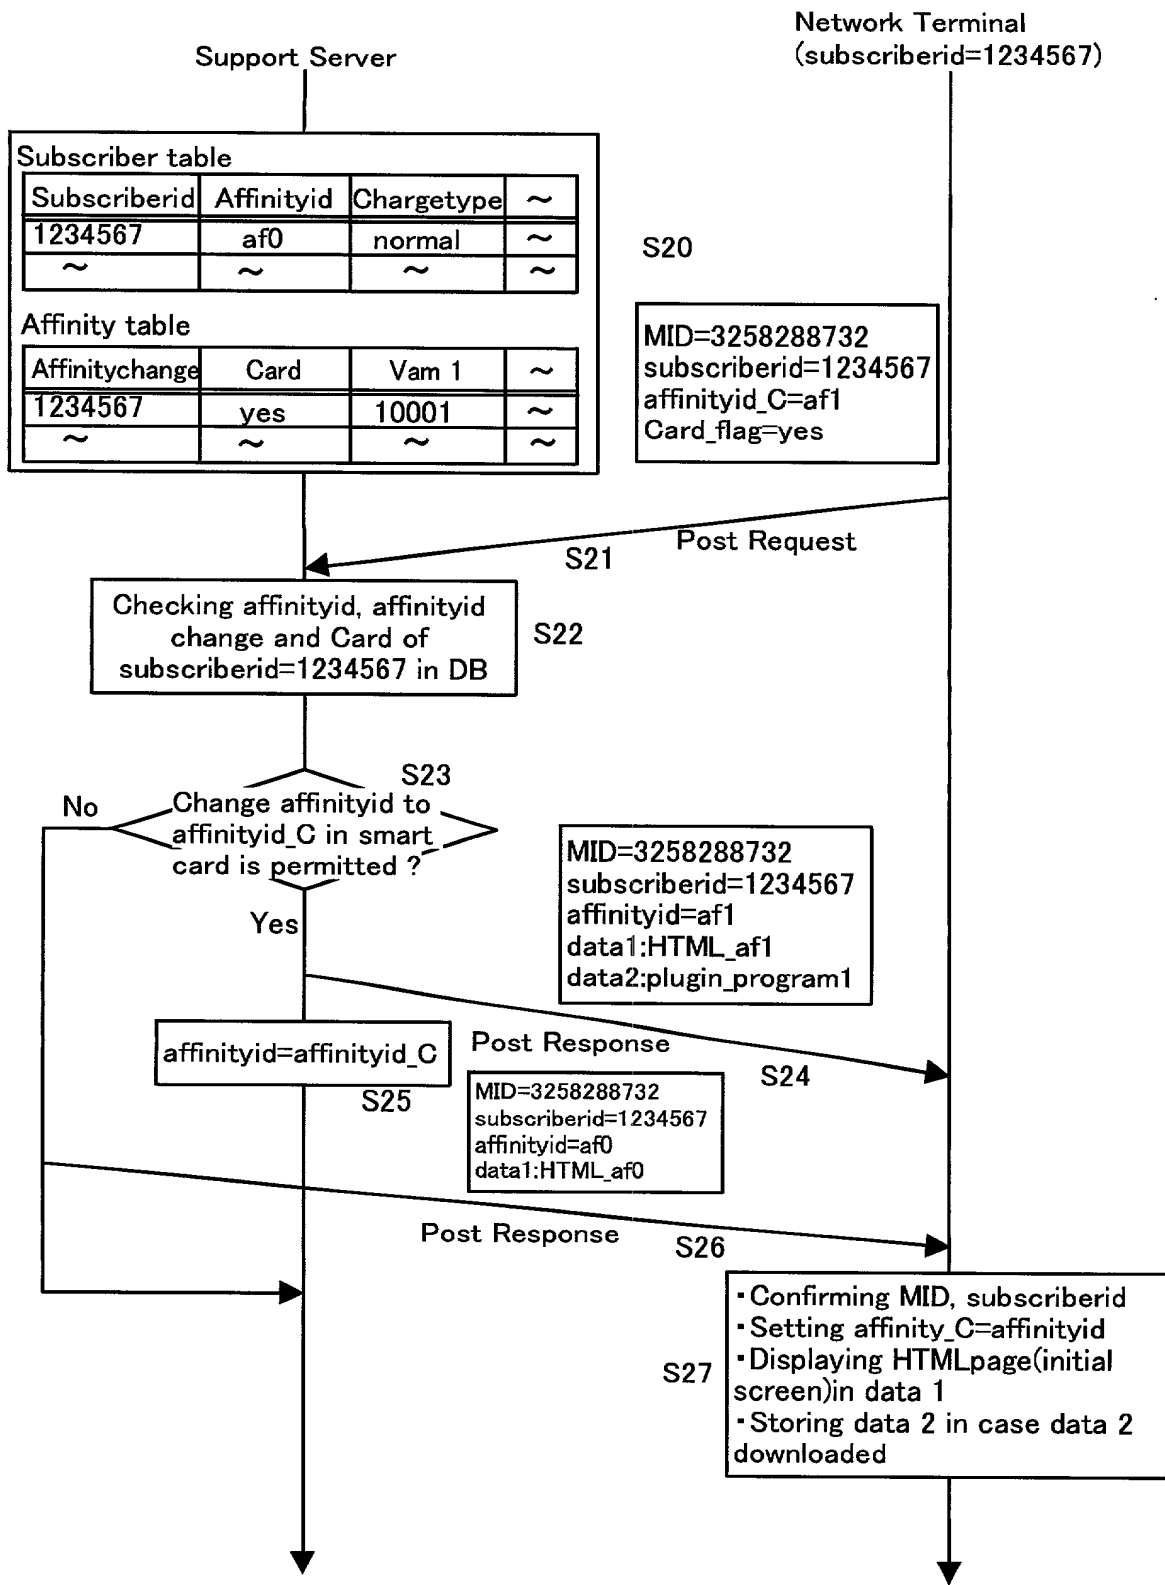 Network Terminal
(subscriberid=1234567)
Support Server
Subscriber table
Subscriberid Affinityid Chargetype ~
1234567 af0 normal ~
~ ~ ~ ~
Affinity table
Affinitychange Card Vam 1 ~
1234567 yes 10001 ~
~ ~ ~ ~
S20
MID=3258288732
subscriberid=1234567
affinityid_C=af1
Card_flag=yes
Post Request
S21
Checking affinityid, affinityid
change and Card of
subscriberid=1234567 in DB
S22
S23
No
Change affinityid to
affinityid_C in smart
card is permitted ?
Yes
MID=3258288732
subscriberid=1234567
affinityid=af1
data1:HTML_af1
data2:plugin_program1
Post Response
S24
affinityid=affinityid_C
S25
MID=3258288732
subscriberid=1234567
affinityid=af0
data1:HTML_af0
Post Response
S26
S27
・Confirming MID, subscriberid
・Setting affinity_C=affinityid
・Displaying HTMLpage(initial
screen)in data 1
・Storing data 2 in case data 2
downloaded